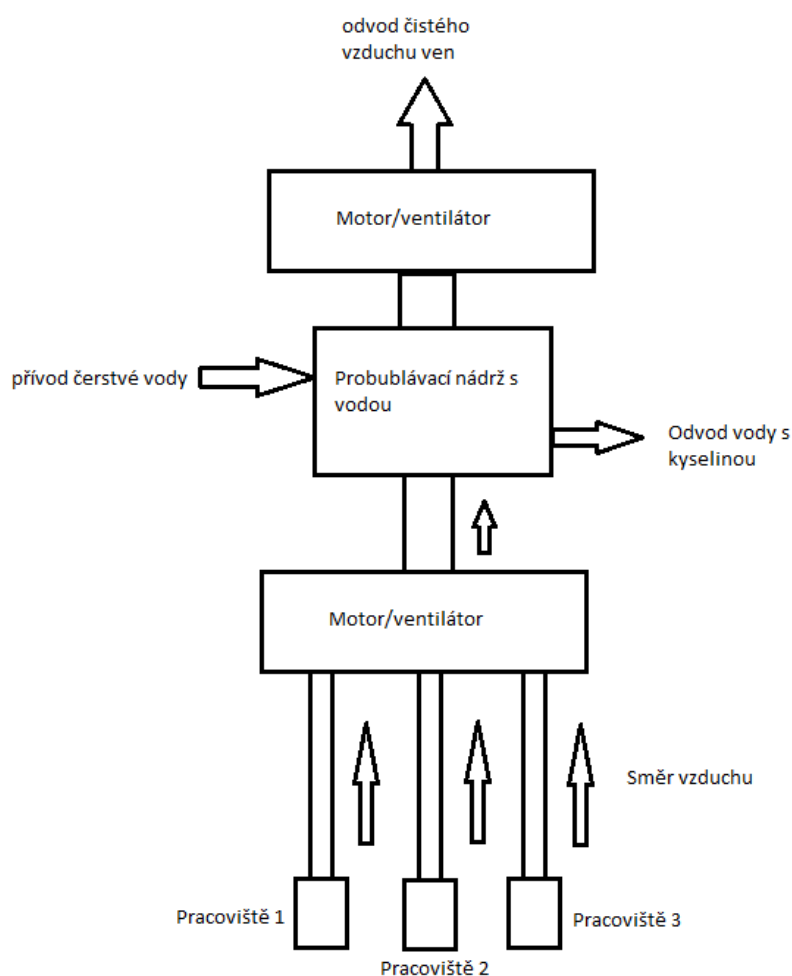 odvod čistého
vzduchu ven
Motor/ventilátor
přívod čerstvé vody
Probublávací nádrž s
vodou
Odvod vody s
kyselinou
Motor/ventilátor
Směr vzduchu
Pracoviště 1
Pracoviště 2
Pracoviště 3